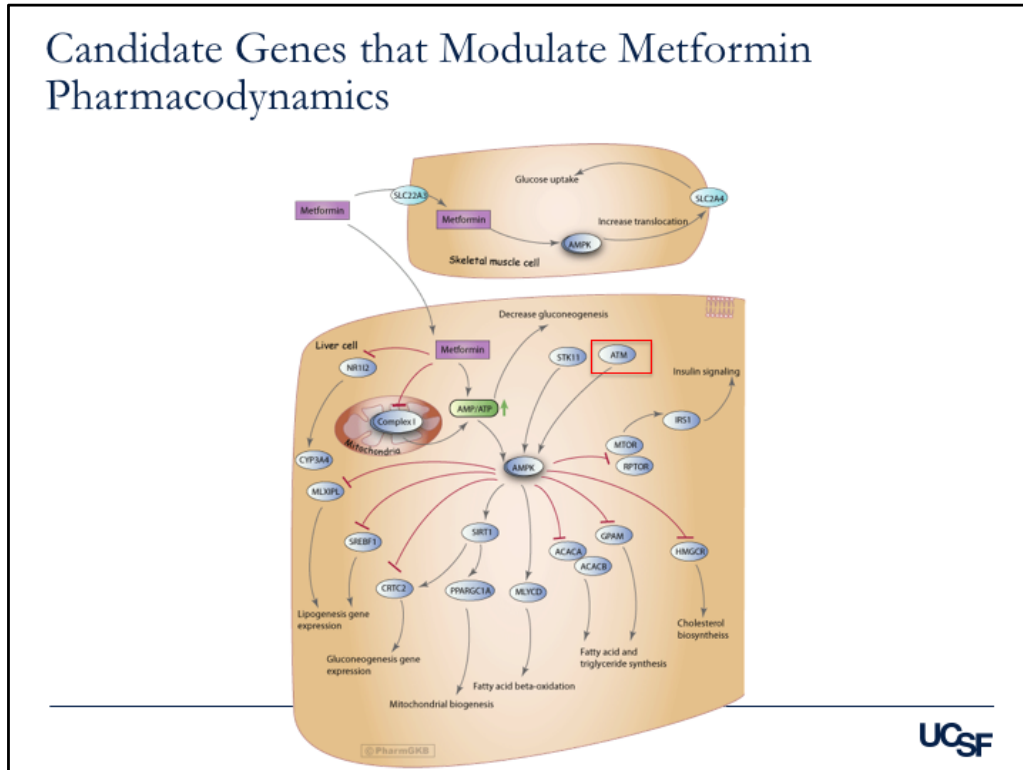 Candidate Genes that Modulate Metformin
Pharmacodynamics
Glucose uptake
SLC22A1
SLC2A4
Metformin
Metformin
Increase translocation
AMPK
Skeletal muscle cell
Decrease gluconeogenesis
Liver cell
Metformin
STK11
ATM
NR1I2
Insulin signaling
AMP/ATP
Complex I
IRS1
Mitochondria
MTOR
CYP3A4
AMPK
RPTOR
MLXIPL
SIRT1
GPAM
SREBF1
ACACA
HMGCR
ACACB
CRTC2
PPARGC1A
MLYCD
Lipogenesis gene
expression
Cholesterol
biosyntheiss
Gluconeogenesis gene
expression
Fatty acid and
triglyceride synthesis
Fatty acid beta-oxidation
Mitochondrial biogenesis
© PharmGKB
UCSF